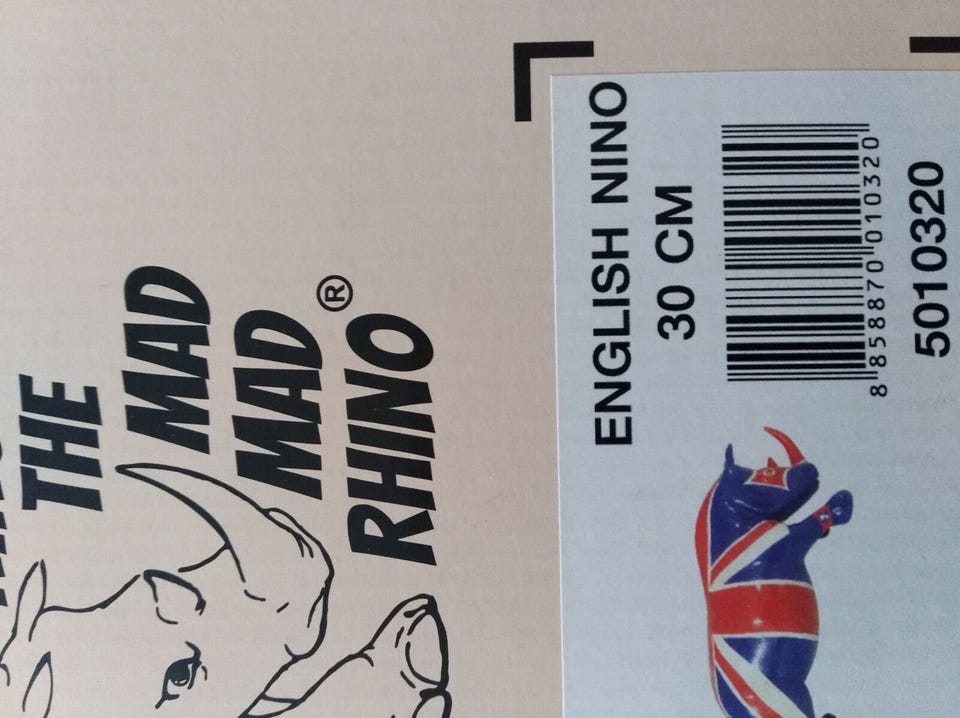 THE
MAD
MAD
RHINO®
ENGLISH NINO
30 CM
8 858870 010320
5010320